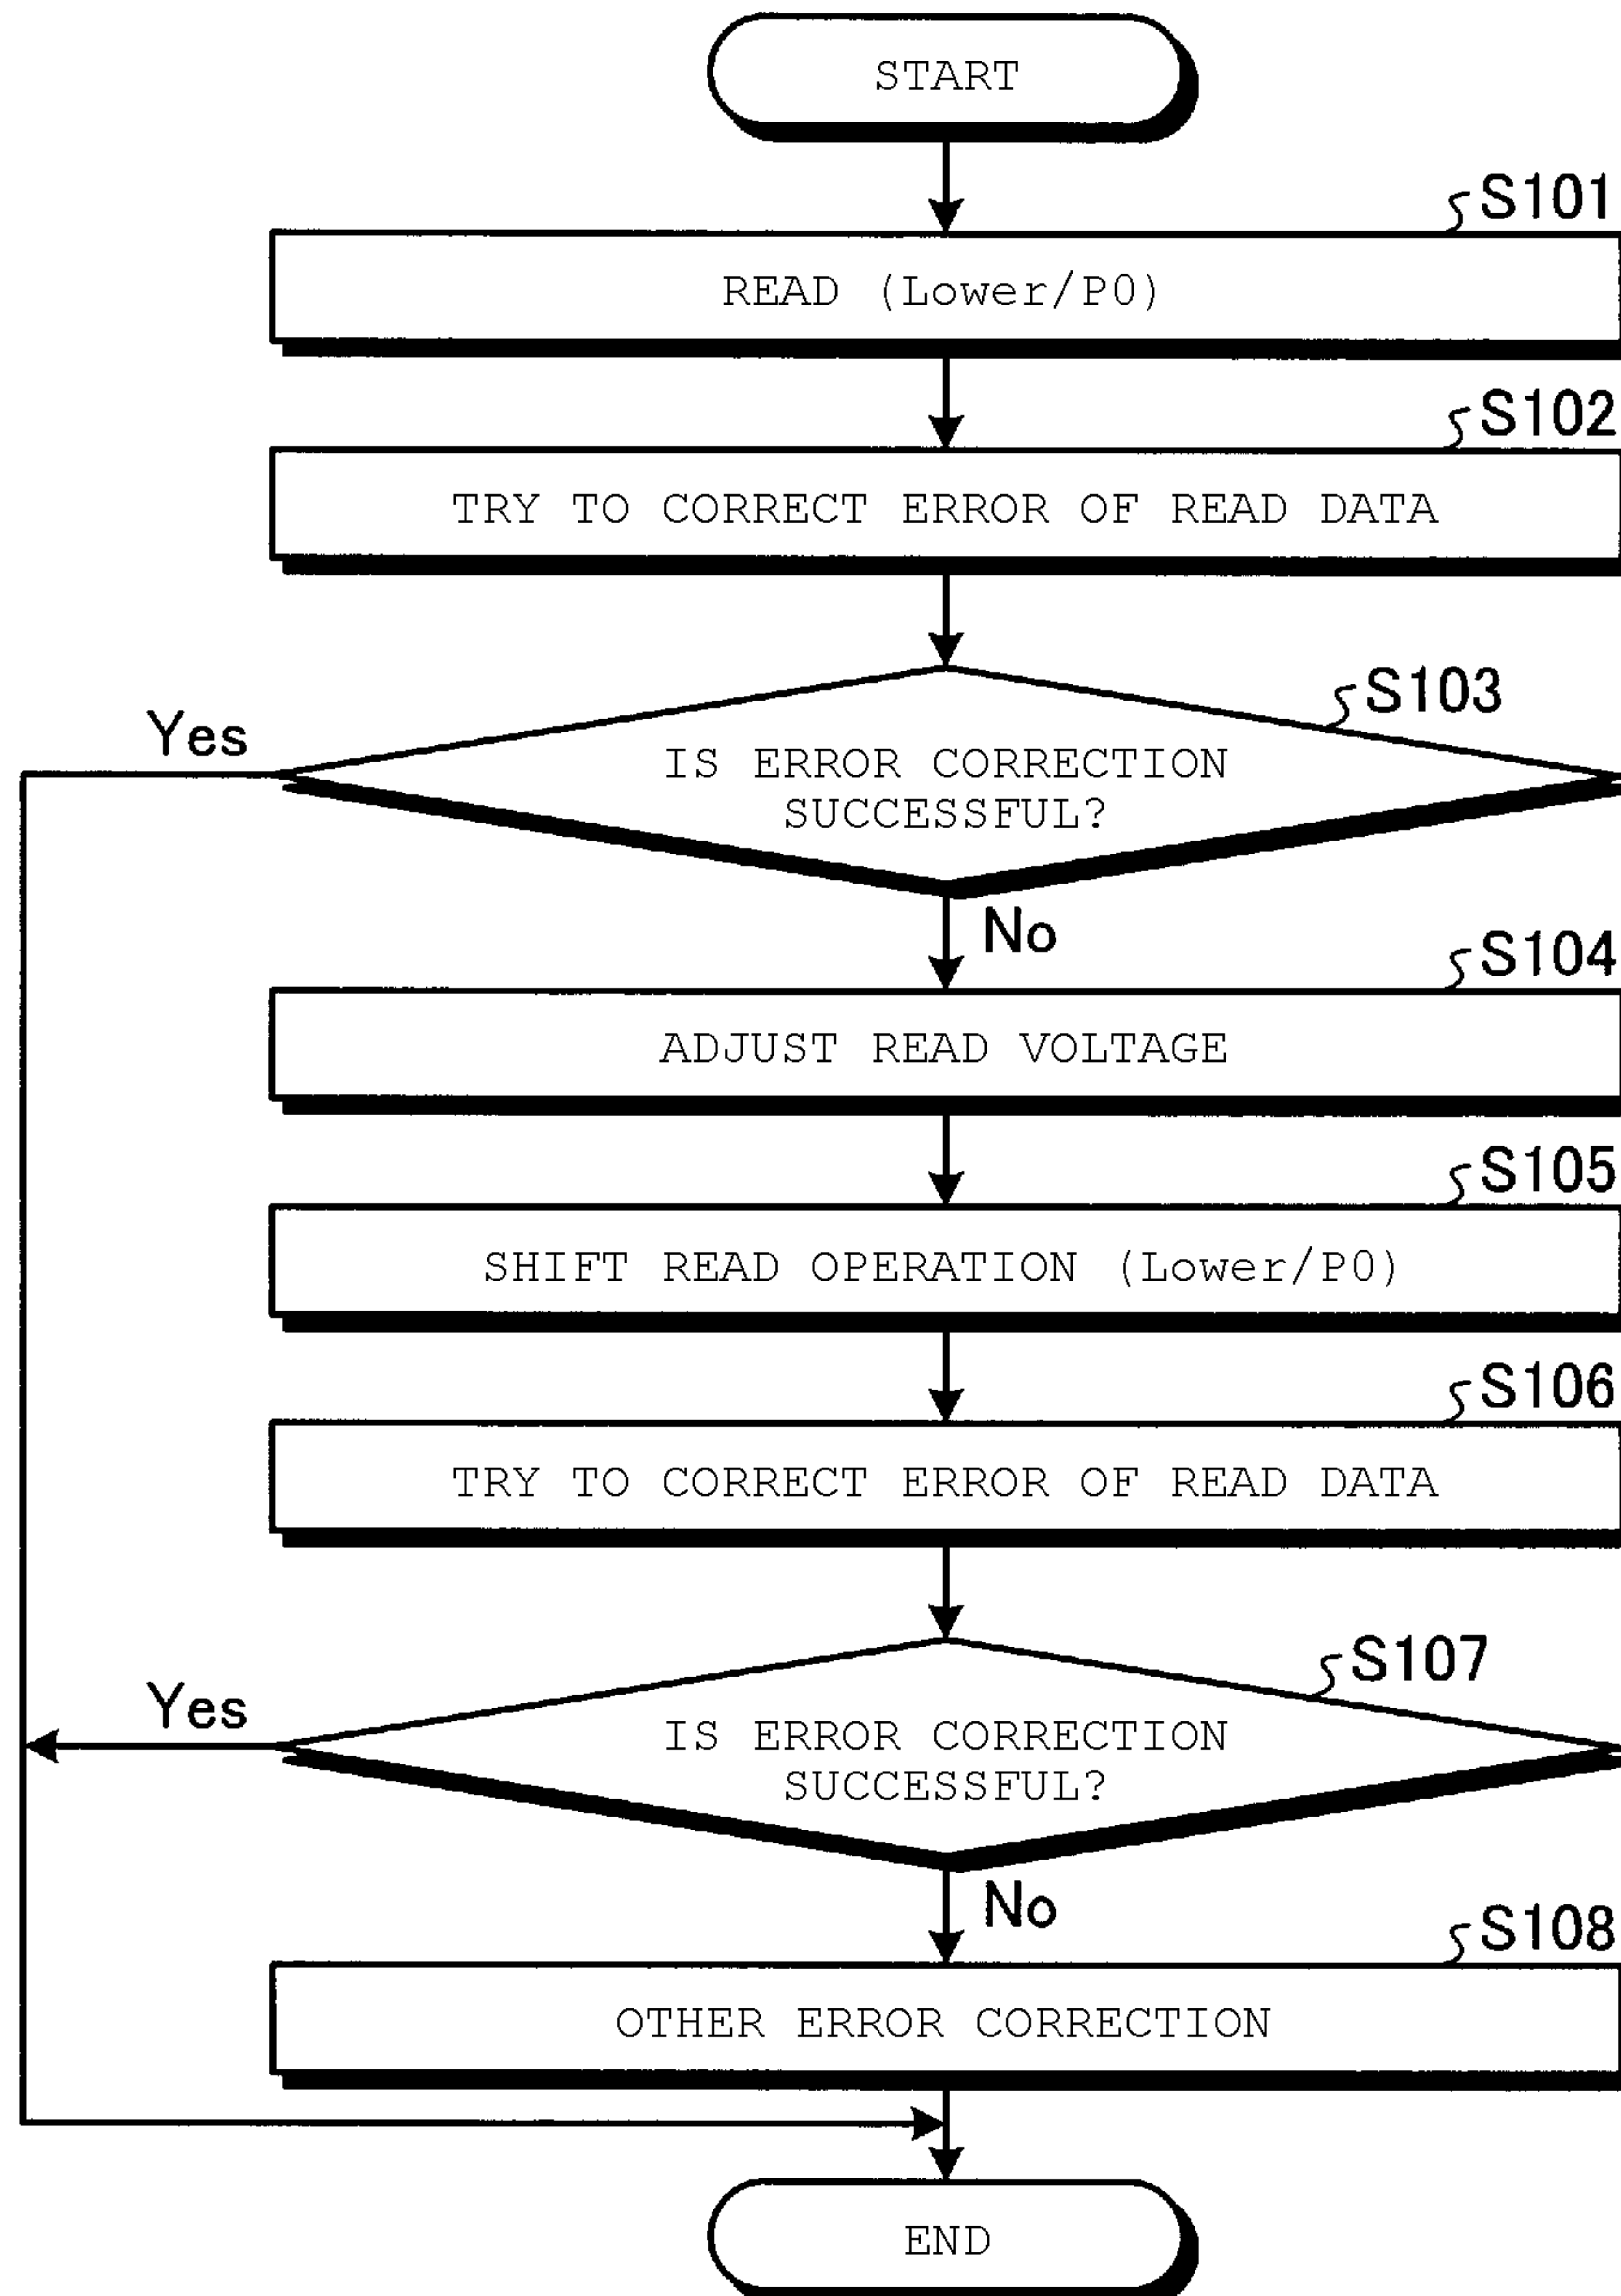 START
S101
READ (Lower/P0)
S102
TRY TO CORRECT ERROR OF READ DATA
S103
Yes
IS ERROR CORRECTION
SUCCESSFUL?
No
S104
ADJUST READ VOLTAGE
S105
SHIFT READ OPERATION (Lower/P0)
S106
TRY TO CORRECT ERROR OF READ DATA
S107
Yes
IS ERROR CORRECTION
SUCCESSFUL?
No
S108
OTHER ERROR CORRECTION
END